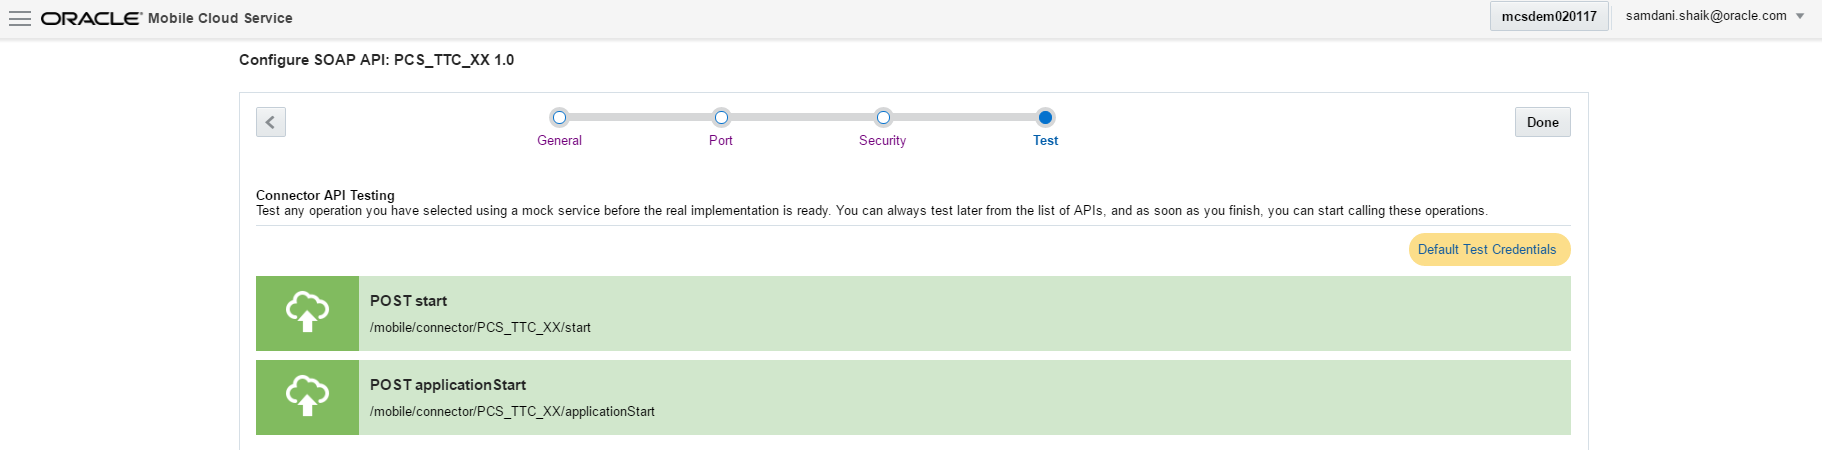 ORACLE Mobile Cloud Service mcsdem020117 samdani.shaik@oracle.com
Configure SOAP API: PCS_TTC_XX 1.0
Done
General Port Security Test
Connector API Testing
Test any operation you have selected using a mock service before the real implementation is ready. You can always test later from the list of APIs, and as soon as you finish, you can start calling these operations.
Default Test Credentials
POST start
/mobile/connector/PCS_TTC_XX/start
POST applicationStart
/mobile/connector/PCS_TTC_XX/applicationStart